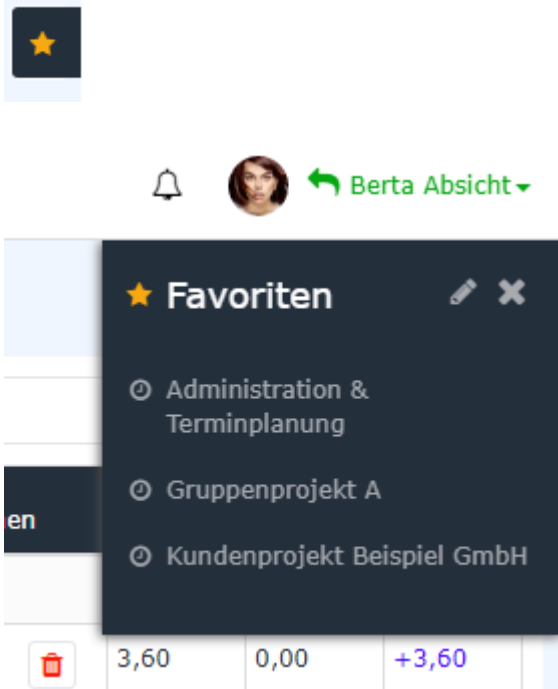 Berta Absicht
Favoriten
Administration &
Terminplanung
Gruppenprojekt A
en
Kundenprojekt Beispiel GmbH
3,60 0,00 +3,60